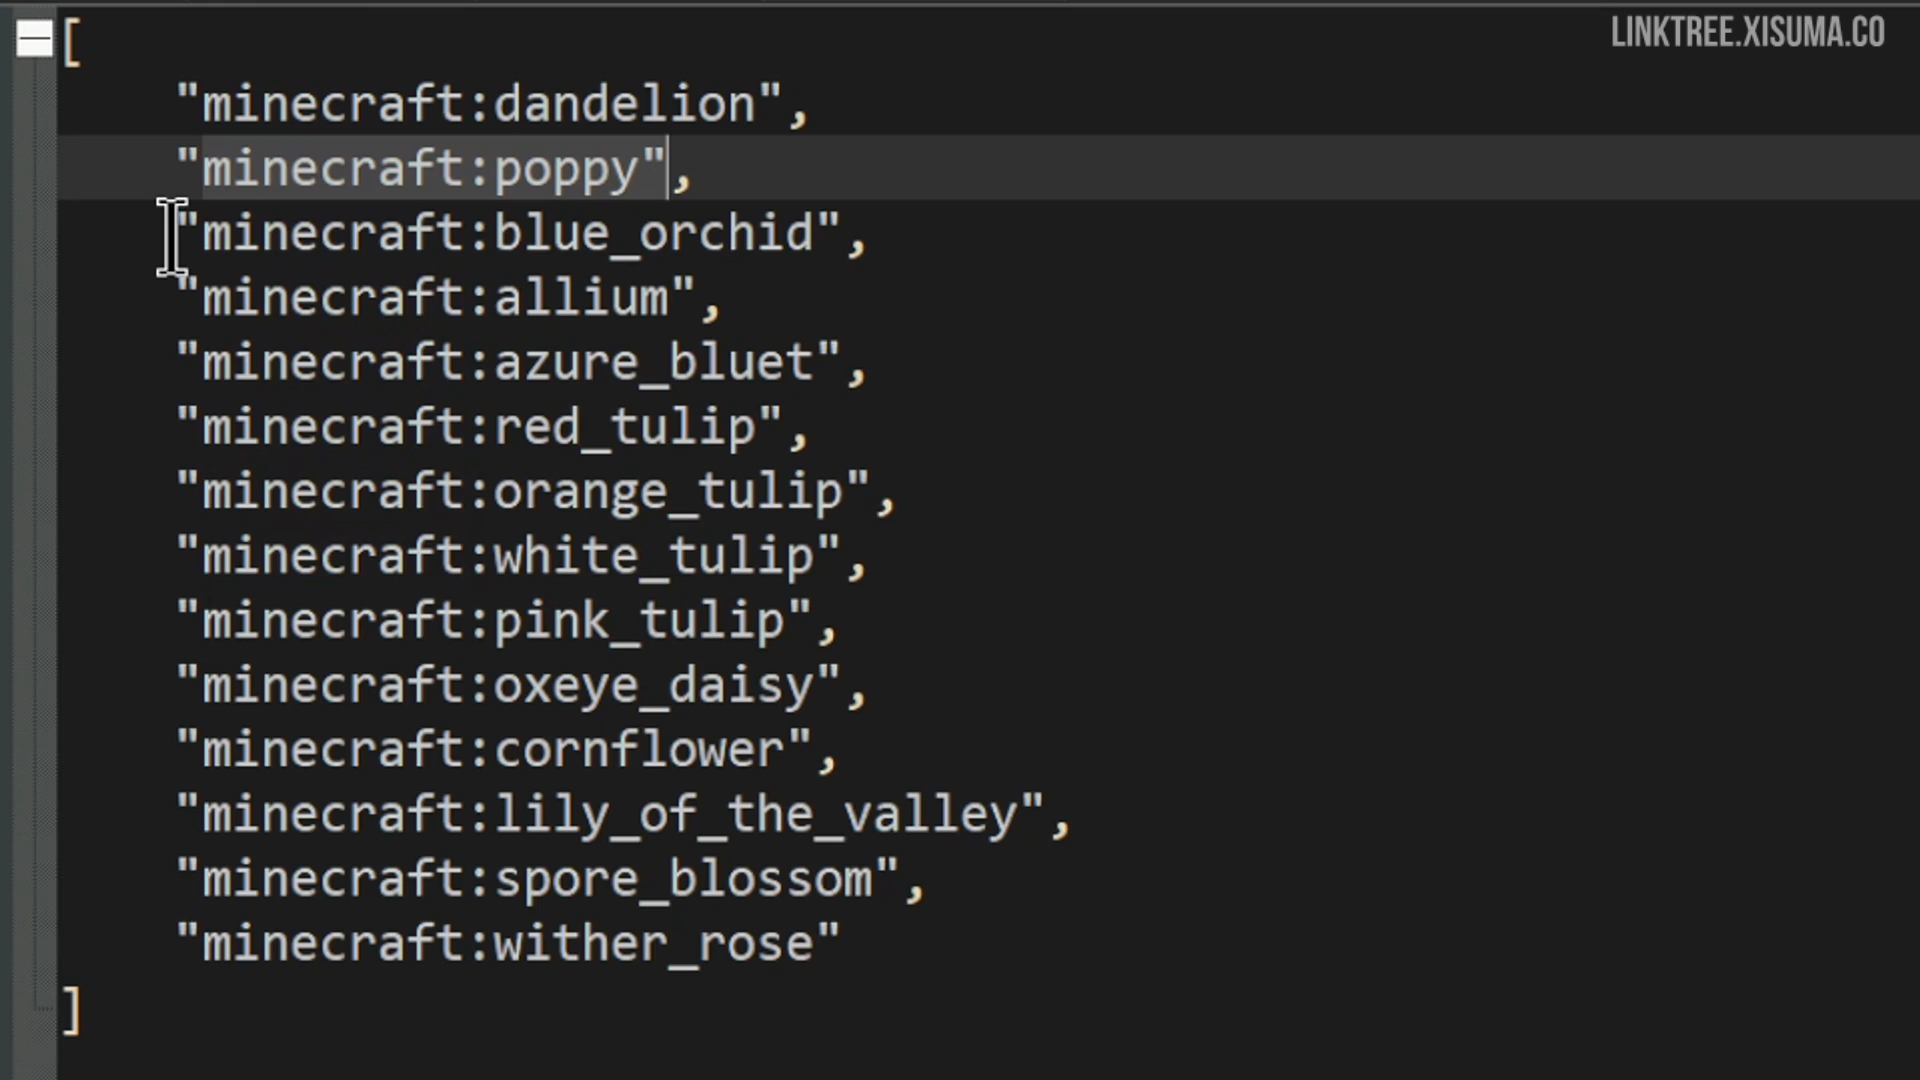 LINKTREE.XISUMA.CO
[
"minecraft:dandelion",
"minecraft:poppy",
"minecraft:blue_orchid",
"minecraft:allium",
"minecraft:azure_bluet",
"minecraft:red_tulip",
"minecraft:orange_tulip",
"minecraft:white_tulip",
"minecraft:pink_tulip",
"minecraft:oxeye_daisy",
"minecraft:cornflower",
"minecraft:lily_of_the_valley",
"minecraft:spore_blossom",
"minecraft:wither_rose"
]